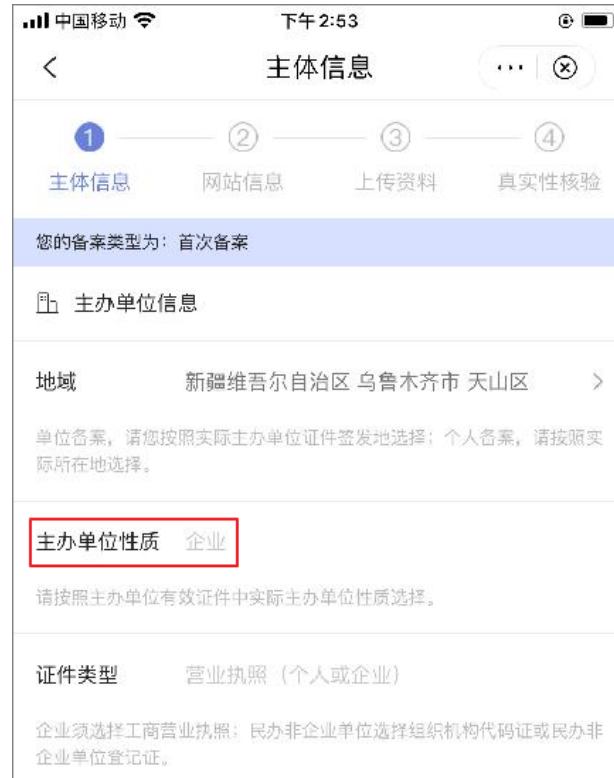 中国移动 下午2:53
主体信息
1 2 3 4
主体信息 网站信息 上传资料 真实性核验
您的备案类型为：首次备案
主办单位信息
地域 新疆维吾尔自治区 乌鲁木齐市 天山区
单位备案，请您按照实际主办单位证件签发地选择；个人备案，请按照实
际所在地选择。
主办单位性质 企业
请按照主办单位有效证件中实际主办单位性质选择。
证件类型 营业执照（个人或企业）
企业须选择工商营业执照；民办非企业单位选择组织机构代码证或民办非
企业单位登记证。